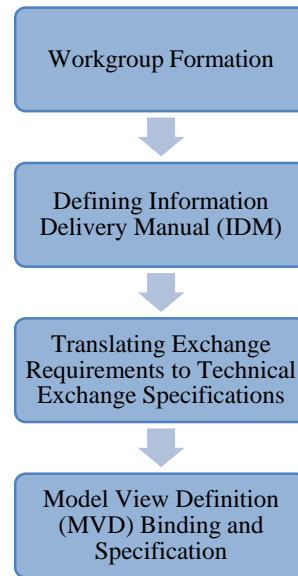 Workgroup Formation
Defining Information
Delivery Manual (IDM)
Translating Exchange
Requirements to Technical
Exchange Specifications
Model View Definition
(MVD) Binding and
Specification